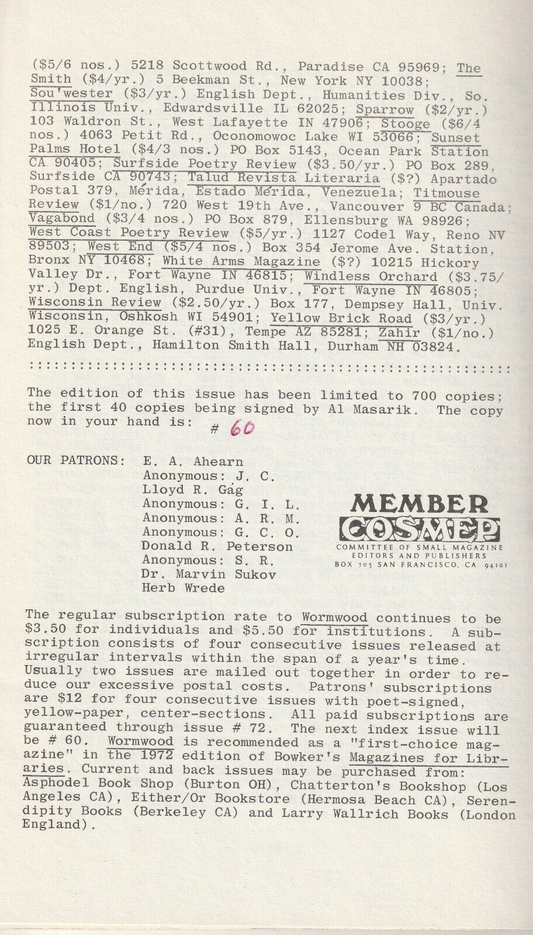 ($5/6 nos.) 5218 Scottwood Rd., Paradise CA 95969; The
Smith ($4/yr.) 5 Beekman St., New York NY 10038;
Sou'wester ($3/yr.) English Dept., Humanities Div., So.
Illinois Univ., Edwardsville IL 62025; Sparrow ($2/yr.)
103 Waldron St., West Lafayette IN 47906; Stooge ($6/4
nos.) 4063 Petit Rd., Oconomowoc Lake WI 53066; Sunset
Palms Hotel ($4/3 nos.) PO Box 5143, Ocean Park Station
CA 90405; Surfside Poetry Review ($3.50/yr.) PO Box 289,
Surfside CA 90743; Talud Revista Literaria ($?) Apartado
Postal 379, Mérida, Estado Mérida, Venezuela; Titmouse
Review ($1/no.) 720 West 19th Ave., Vancouver 9 BC Canada;
Vagabond ($3/4 nos.) PO Box 879, Ellensburg WA 98926;
West Coast Poetry Review ($5/yr.) 1127 Codel Way, Reno NV
89503; West End ($5/4 nos.) Box 354 Jerome Ave. Station,
Bronx NY 10468; White Arms Magazine ($?) 10215 Hickory
Valley Dr., Fort Wayne IN 46815; Windless Orchard ($3.75/
yr.) Dept. English, Purdue Univ., Fort Wayne IN 46805;
Wisconsin Review ($2.50/yr.) Box 177, Dempsey Hall, Univ.
Wisconsin, Oshkosh WI 54901; Yellow Brick Road ($3/yr.)
1025 E. Orange St. (#31), Tempe AZ 85281; Zahir ($1/no.)
English Dept., Hamilton Smith Hall, Durham NH 03824.
The edition of this issue has been limited to 700 copies;
the first 40 copies being signed by Al Masarik. The copy
now in your hand is: # 60
OUR PATRONS: E. A. Ahearn
Anonymous: J. C.
Lloyd R. Gag
Anonymous: G. I. L.
Anonymous: A. R. M.
Anonymous: G. C. O.
Donald R. Peterson
Anonymous: S. R.
Dr. Marvin Sukov
Herb Wrede
MEMBER
COSMEP
COMMITTEE OF SMALL MAGAZINE
EDITORS AND PUBLISHERS
BOX 703 SAN FRANCISCO, CA. 94101
The regular subscription rate to Wormwood continues to be
$3.50 for individuals and $5.50 for institutions. A sub-
scription consists of four consecutive issues released at
irregular intervals within the span of a year's time.
Usually two issues are mailed out together in order to re-
duce our excessive postal costs. Patrons' subscriptions
are $12 for four consecutive issues with poet-signed,
yellow-paper, center-sections. All paid subscriptions are
guaranteed through issue # 72. The next index issue will
be # 60. Wormwood is recommended as a "first-choice mag-
azine" in the 1972 edition of Bowker's Magazines for Libr-
aries. Current and back issues may be purchased from:
Asphodel Book Shop (Burton OH), Chatterton's Bookshop (Los
Angeles CA), Either/Or Bookstore (Hermosa Beach CA), Seren-
dipity Books (Berkeley CA) and Larry Wallrich Books (London
England).